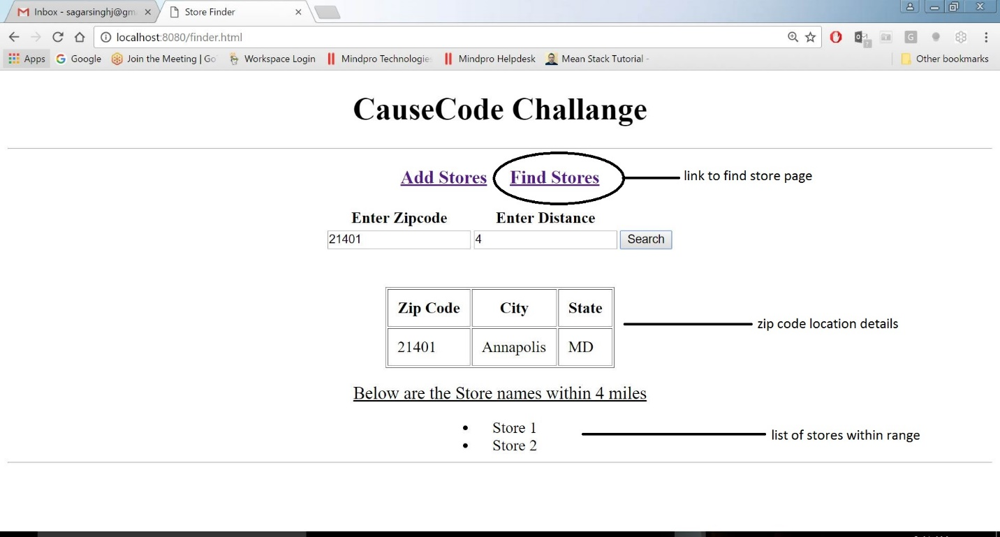 Inbox - sagarsinghj@gm
Store Finder
localhost:8080/finder.html
Apps
Google
Join the Meeting | Go
Workspace Login
Mindpro Technologie
Mindpro Helpdesk
Mean Stack Tutorial -
Other bookmarks
CauseCode Challange
Add Stores Find Stores
link to find store page
Enter Zipcode Enter Distance
21401 4 Search
Zip Code City State
zip code location details
21401 Annapolis MD
Below are the Store names within 4 miles
• Store 1
list of stores within range
• Store 2